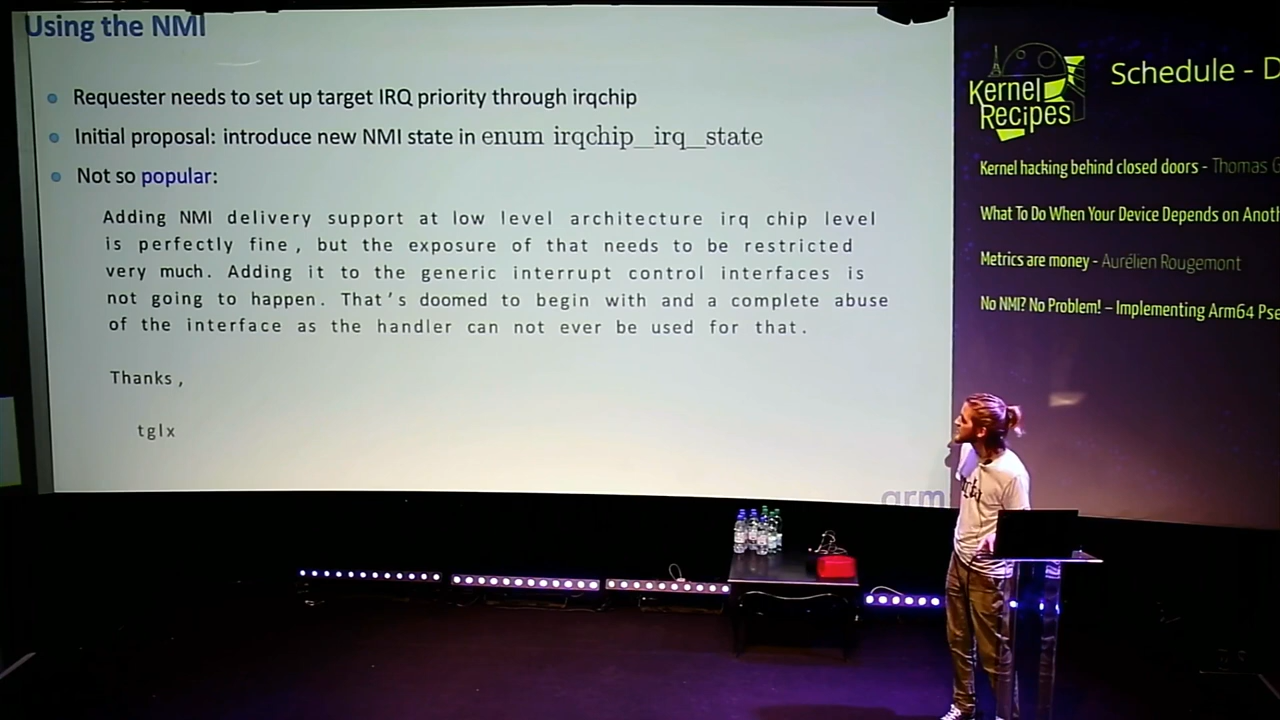 Using the NMI
Requester needs to set up target IRQ priority through irqchip
Initial proposal: introduce new NMI state in enum irqchip_irq_state
Not so popular:
Adding NMI delivery support at low level architecture irq chip level
is perfectly fine, but the exposure of that needs to be restricted
very much. Adding it to the generic interrupt control interfaces is
not going to happen. That's doomed to begin with and a complete abuse
of the interface as the handler can not ever be used for that.
Thanks,
tglx
arm
Kernel
Recipes
Schedule - D
Kernel hacking behind closed doors - Thomas G
What To Do When Your Device Depends on Anoth
Metrics are money - Aurélien Rougemont
No NMI? No Problem! – Implementing Arm64 Pse